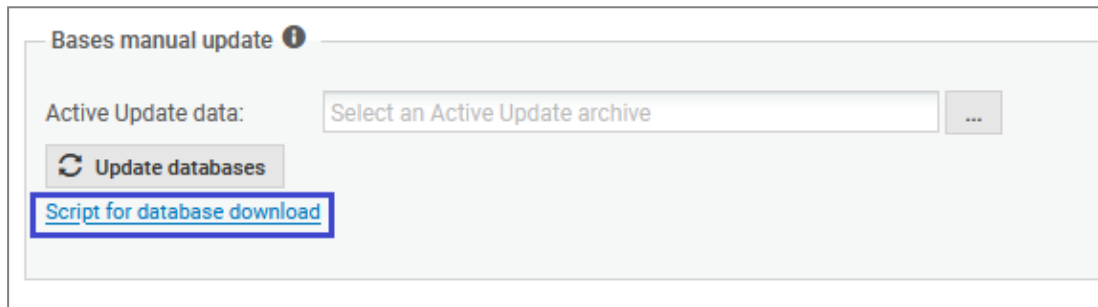 Bases manual update
Active Update data: Select an Active Update archive ...
Update databases
Script for database download